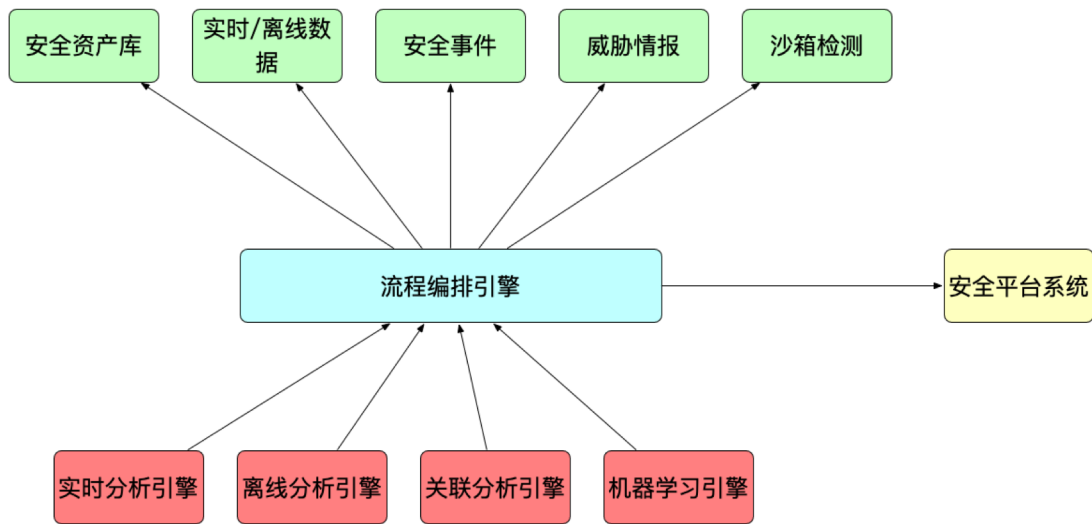 安全资产库
实时/离线数
据
安全事件
威胁情报
沙箱检测
流程编排引擎
安全平台系统
实时分析引擎
离线分析引擎
关联分析引擎
机器学习引擎